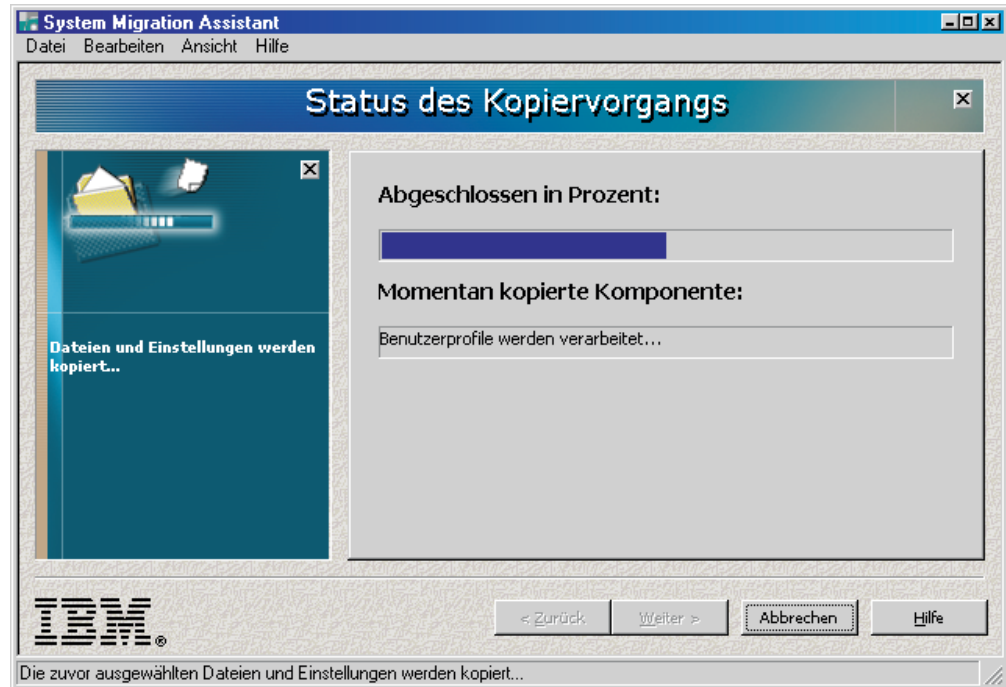 System Migration Assistant
Datei Bearbeiten Ansicht Hilfe
Status des Kopiervorgangs
Dateien und Einstellungen werden
kopiert...
Abgeschlossen in Prozent:
Momentan kopierte Komponente:
Benutzerprofile werden verarbeitet...
IBM®
< Zurück
Weiter >
Abbrechen
Hilfe
Die zuvor ausgewählten Dateien und Einstellungen werden kopiert...